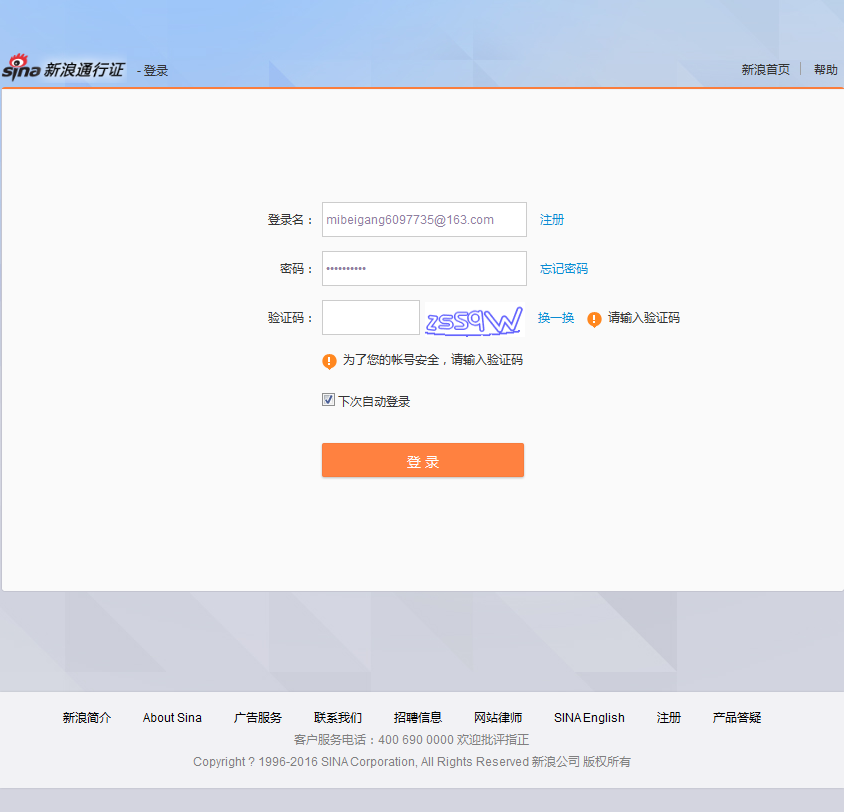 sina 新浪通行证 - 登录 新浪首页 | 帮助
登录名： mibeigang6097735@163.com 注册
密码： •••••••••• 忘记密码
验证码： zssqW 换一换 ! 请输入验证码
! 为了您的帐号安全，请输入验证码
下次自动登录
登 录
新浪简介 About Sina 广告服务 联系我们 招聘信息 网站律师 SINA English 注册 产品答疑
客户服务电话：400 690 0000 欢迎批评指正
Copyright ? 1996-2016 SINA Corporation, All Rights Reserved 新浪公司 版权所有